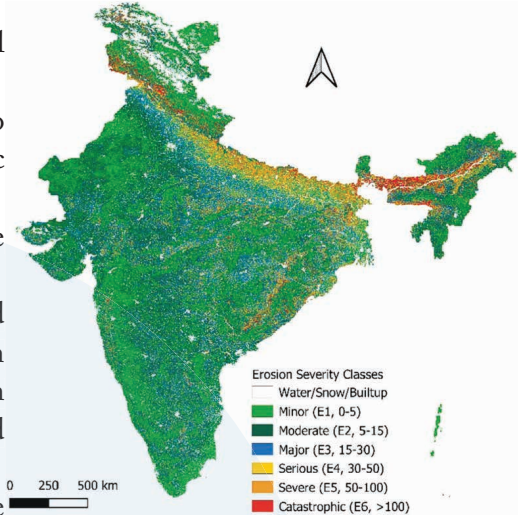 Erosion Severity Classes
Water/Snow/Builtup
Minor (E1, 0-5)
Moderate (E2, 5-15)
Major (E3, 15-30)
Serious (E4, 30-50)
Severe (E5, 50-100)
Catastrophic (E6, >100)
0 250 500 km